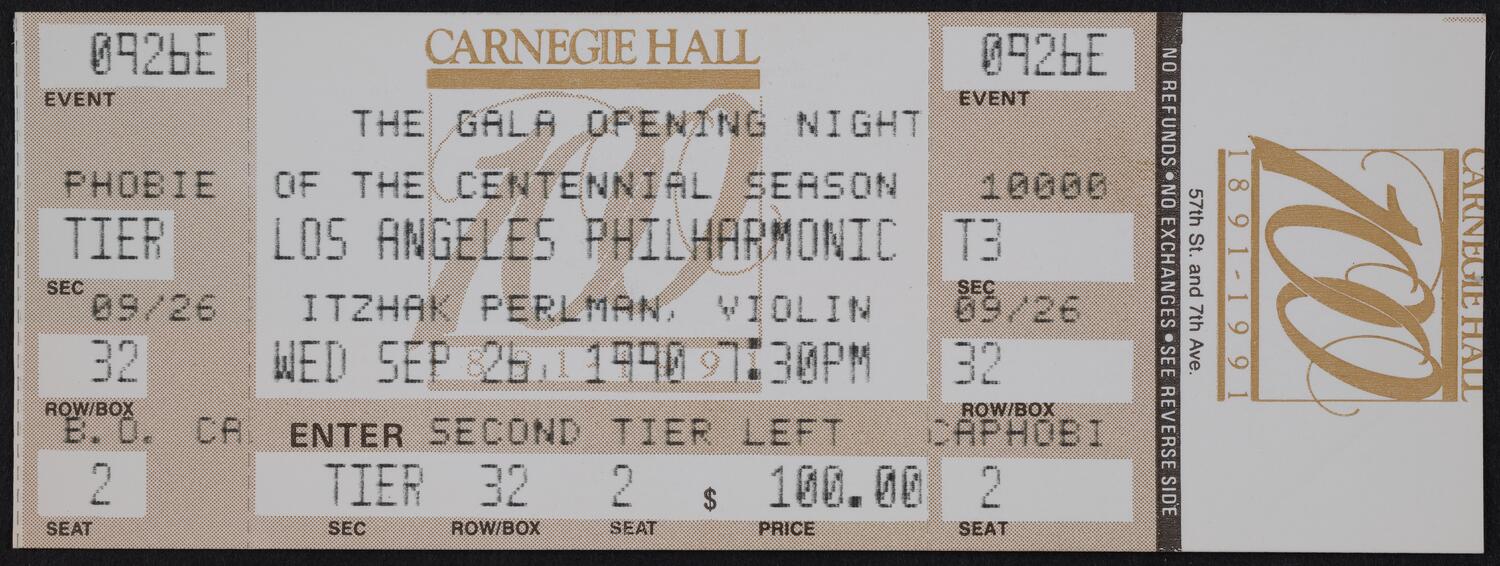 0926E
EVENT
PHOBIE
TIER
SEC
09/26
32
ROW/BOX
B.O. CA
2
SEAT
CARNEGIE HALL
100
THE GALA OPENING NIGHT
OF THE CENTENNIAL SEASON
LOS ANGELES PHILHARMONIC
ITZHAK PERLMAN, VIOLIN
WED SEP 26, 1990 7:30PM
ENTER SECOND TIER LEFT
TIER 32 2 $ 100.00
SEC ROW/BOX SEAT PRICE
0926E
EVENT
10000
T3
SEC
09/26
32
ROW/BOX
CAPHOBI
2
SEAT
NO REFUNDS • NO EXCHANGES • SEE REVERSE SIDE
57th St. and 7th Ave.
1891-1991
100
CARNEGIE HALL